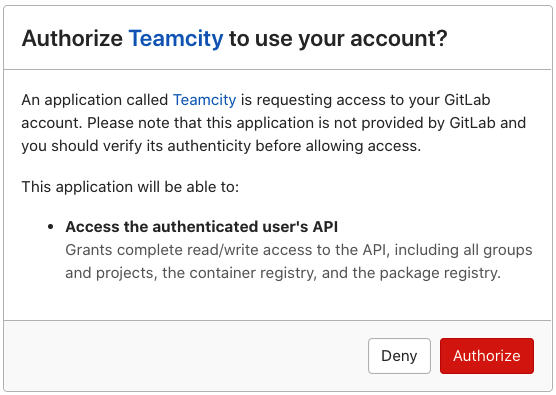 Authorize Teamcity to use your account?
An application called Teamcity is requesting access to your GitLab
account. Please note that this application is not provided by GitLab and
you should verify its authenticity before allowing access.
This application will be able to:
• Access the authenticated user's API
Grants complete read/write access to the API, including all groups
and projects, the container registry, and the package registry.
Deny Authorize